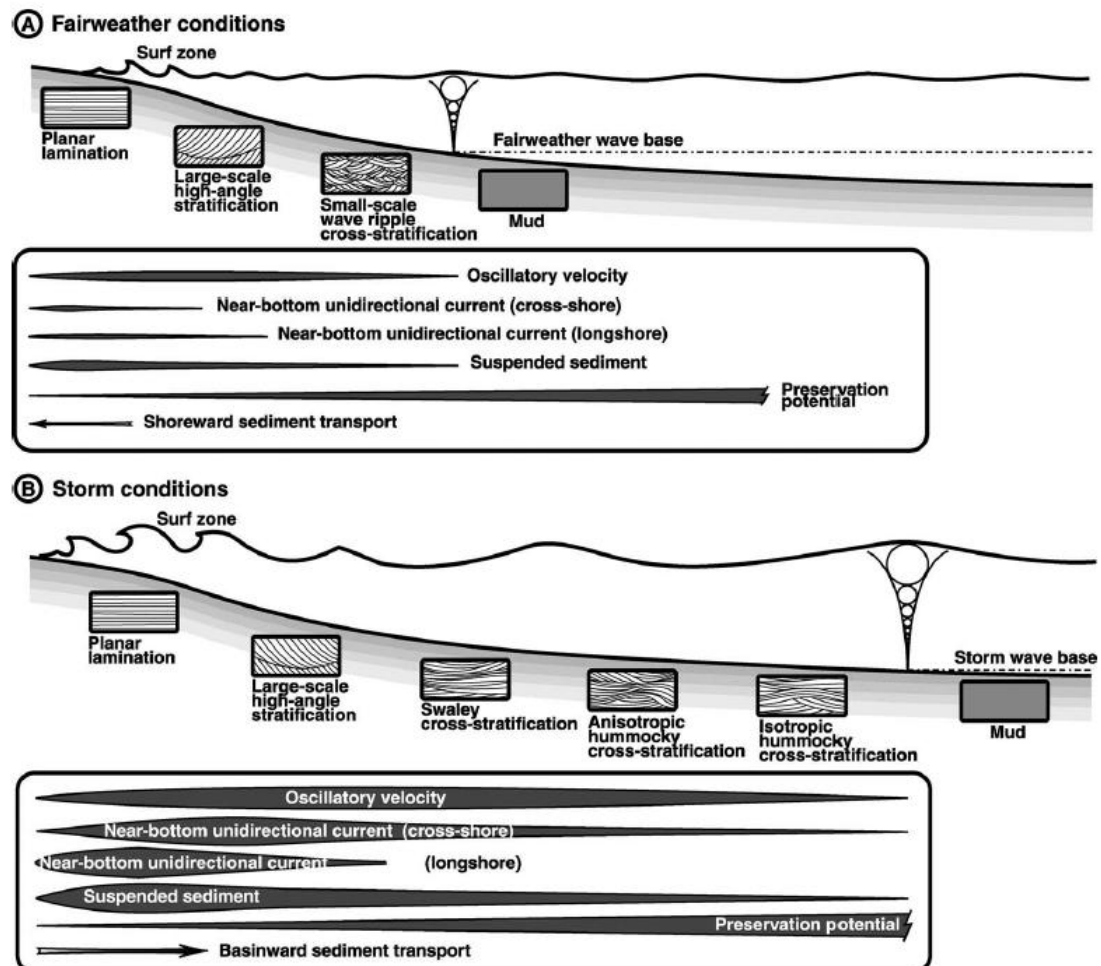 A Fairweather conditions
Surf zone
Fairweather wave base
Planar
lamination
Large-scale
high-angle
stratification
Small-scale
wave ripple
cross-stratification
Mud
Oscillatory velocity
Near-bottom unidirectional current (cross-shore)
Near-bottom unidirectional current (longshore)
Suspended sediment
Preservation
potential
Shoreward sediment transport
B Storm conditions
Surf zone
Storm wave base
Planar
lamination
Large-scale
high-angle
stratification
Swaley
cross-stratification
Anisotropic
hummocky
cross-stratification
Isotropic
hummocky
cross-stratification
Mud
Oscillatory velocity
Near-bottom unidirectional current (cross-shore)
Near-bottom unidirectional current (longshore)
Suspended sediment
Preservation potential
Basinward sediment transport